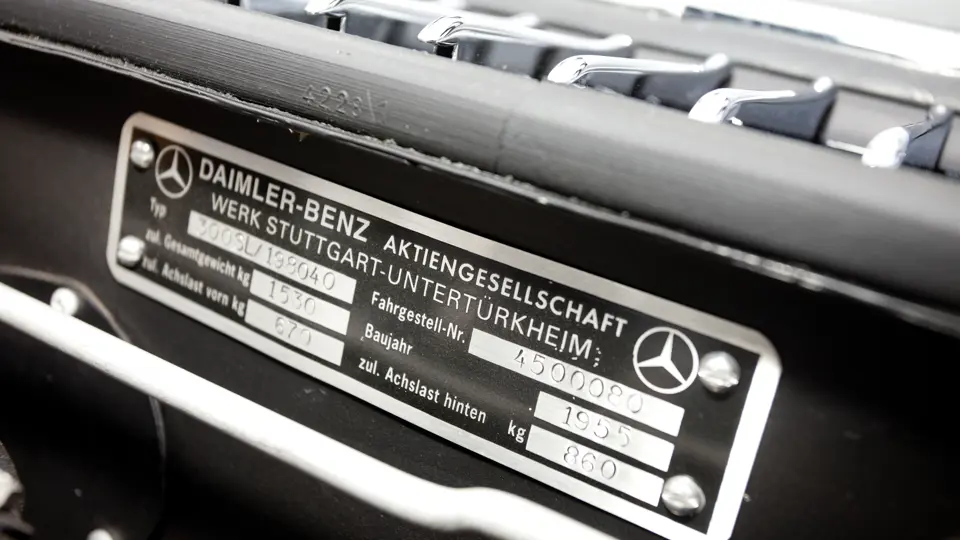 4223\1
DAIMLER-BENZ AKTIENGESELLSCHAFT
WERK STUTTGART-UNTERTÜRKHEIM
Typ 300SL/198040 Fahrgestell-Nr. 4500080
zul. Gesamtgewicht kg 1530 Baujahr 1955
zul. Achslast vorn kg 670 zul. Achslast hinten kg 860